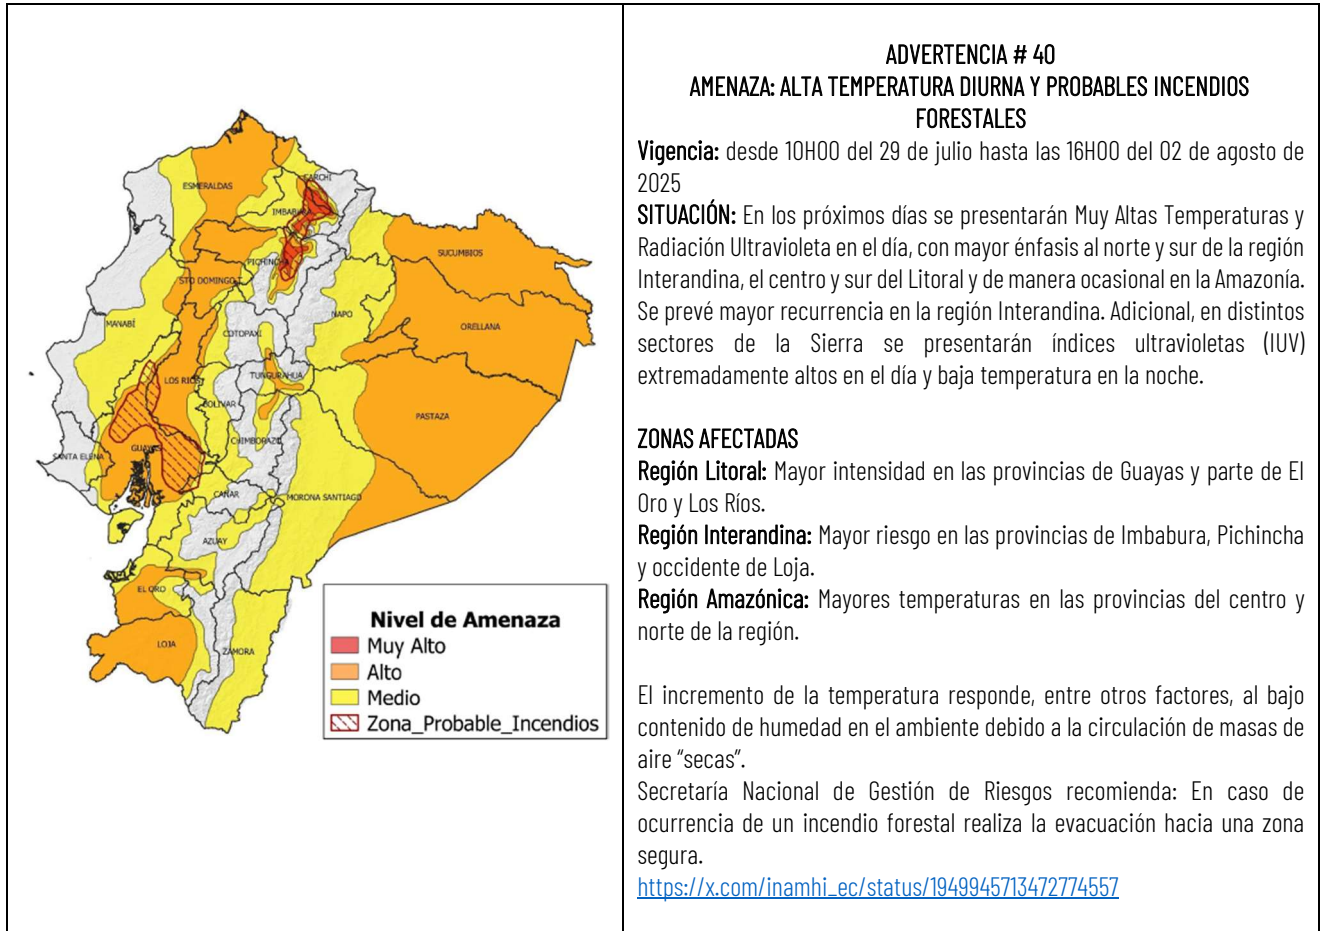 ESMERALDAS
CARCHI
IMBABURA
SUCUMBIOS
PICHINCHA
STO DOMINGO T
NAPO
MANABÍ
COTOPAXI
ORELLANA
TUNGURAHUA
LOS RIOS
BOLIVAR
PASTAZA
CHIMBORAZO
GUAYAS
SANTA ELENA
CAÑAR
MORONA SANTIAGO
AZUAY
EL ORO
LOJA
ZAMORA
Nivel de Amenaza
Muy Alto
Alto
Medio
Zona_Probable_Incendios
ADVERTENCIA # 40
AMENAZA: ALTA TEMPERATURA DIURNA Y PROBABLES INCENDIOS
FORESTALES
Vigencia: desde 10H00 del 29 de julio hasta las 16H00 del 02 de agosto de
2025
SITUACIÓN: En los próximos días se presentarán Muy Altas Temperaturas y
Radiación Ultravioleta en el día, con mayor énfasis al norte y sur de la región
Interandina, el centro y sur del Litoral y de manera ocasional en la Amazonía.
Se prevé mayor recurrencia en la región Interandina. Adicional, en distintos
sectores de la Sierra se presentarán índices ultravioletas (IUV)
extremadamente altos en el día y baja temperatura en la noche.
ZONAS AFECTADAS
Región Litoral: Mayor intensidad en las provincias de Guayas y parte de El
Oro y Los Ríos.
Región Interandina: Mayor riesgo en las provincias de Imbabura, Pichincha
y occidente de Loja.
Región Amazónica: Mayores temperaturas en las provincias del centro y
norte de la región.
El incremento de la temperatura responde, entre otros factores, al bajo
contenido de humedad en el ambiente debido a la circulación de masas de
aire “secas”.
Secretaría Nacional de Gestión de Riesgos recomienda: En caso de
ocurrencia de un incendio forestal realiza la evacuación hacia una zona
segura.
https://x.com/inamhi_ec/status/1949945713472774557